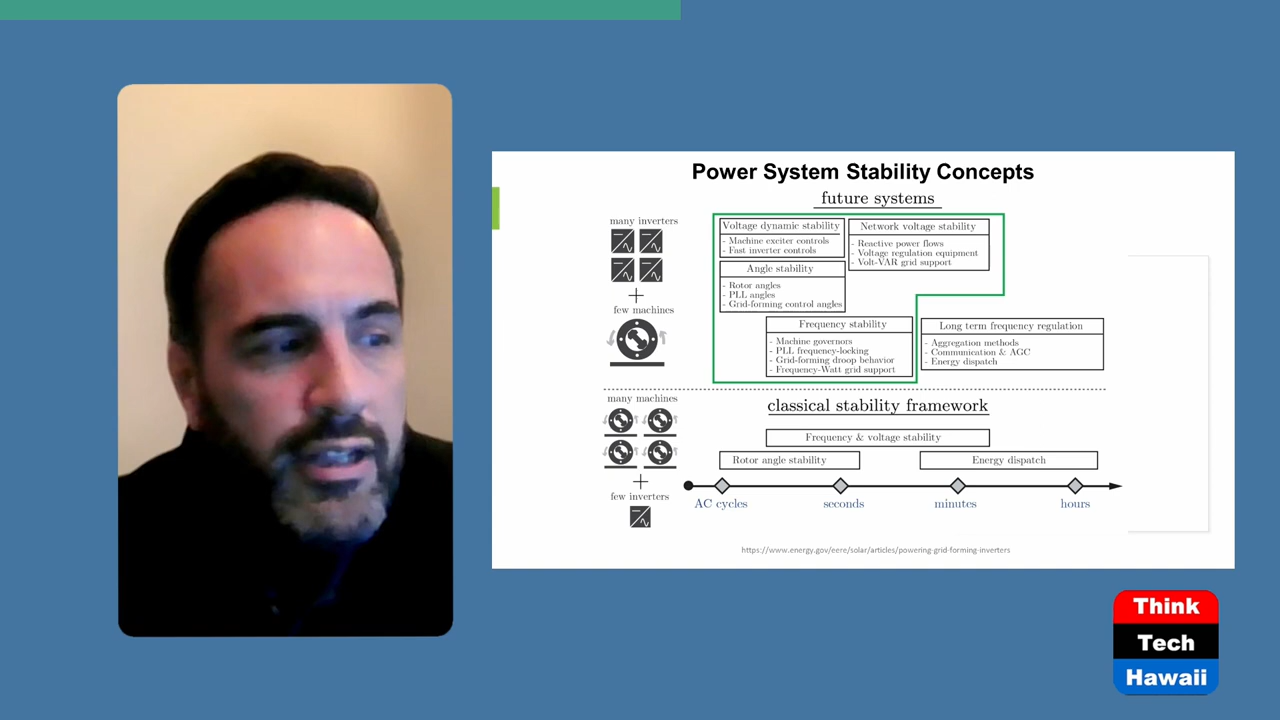 Power System Stability Concepts
future systems
many inverters
+
few machines
Voltage dynamic stability
- Machine exciter controls
- Fast inverter controls
Angle stability
- Rotor angles
- PLL angles
- Grid-forming control angles
Network voltage stability
- Reactive power flows
- Voltage regulation equipment
- Volt-VAR grid support
Frequency stability
- Machine governors
- PLL frequency-locking
- Grid-forming droop behavior
- Frequency-Watt grid support
Long term frequency regulation
- Aggregation methods
- Communication & AGC
- Energy dispatch
classical stability framework
many machines
+
few inverters
Frequency & voltage stability
Rotor angle stability
Energy dispatch
AC cycles
seconds
minutes
hours
https://www.energy.gov/eere/solar/articles/powering-grid-forming-inverters
Think
Tech
Hawaii